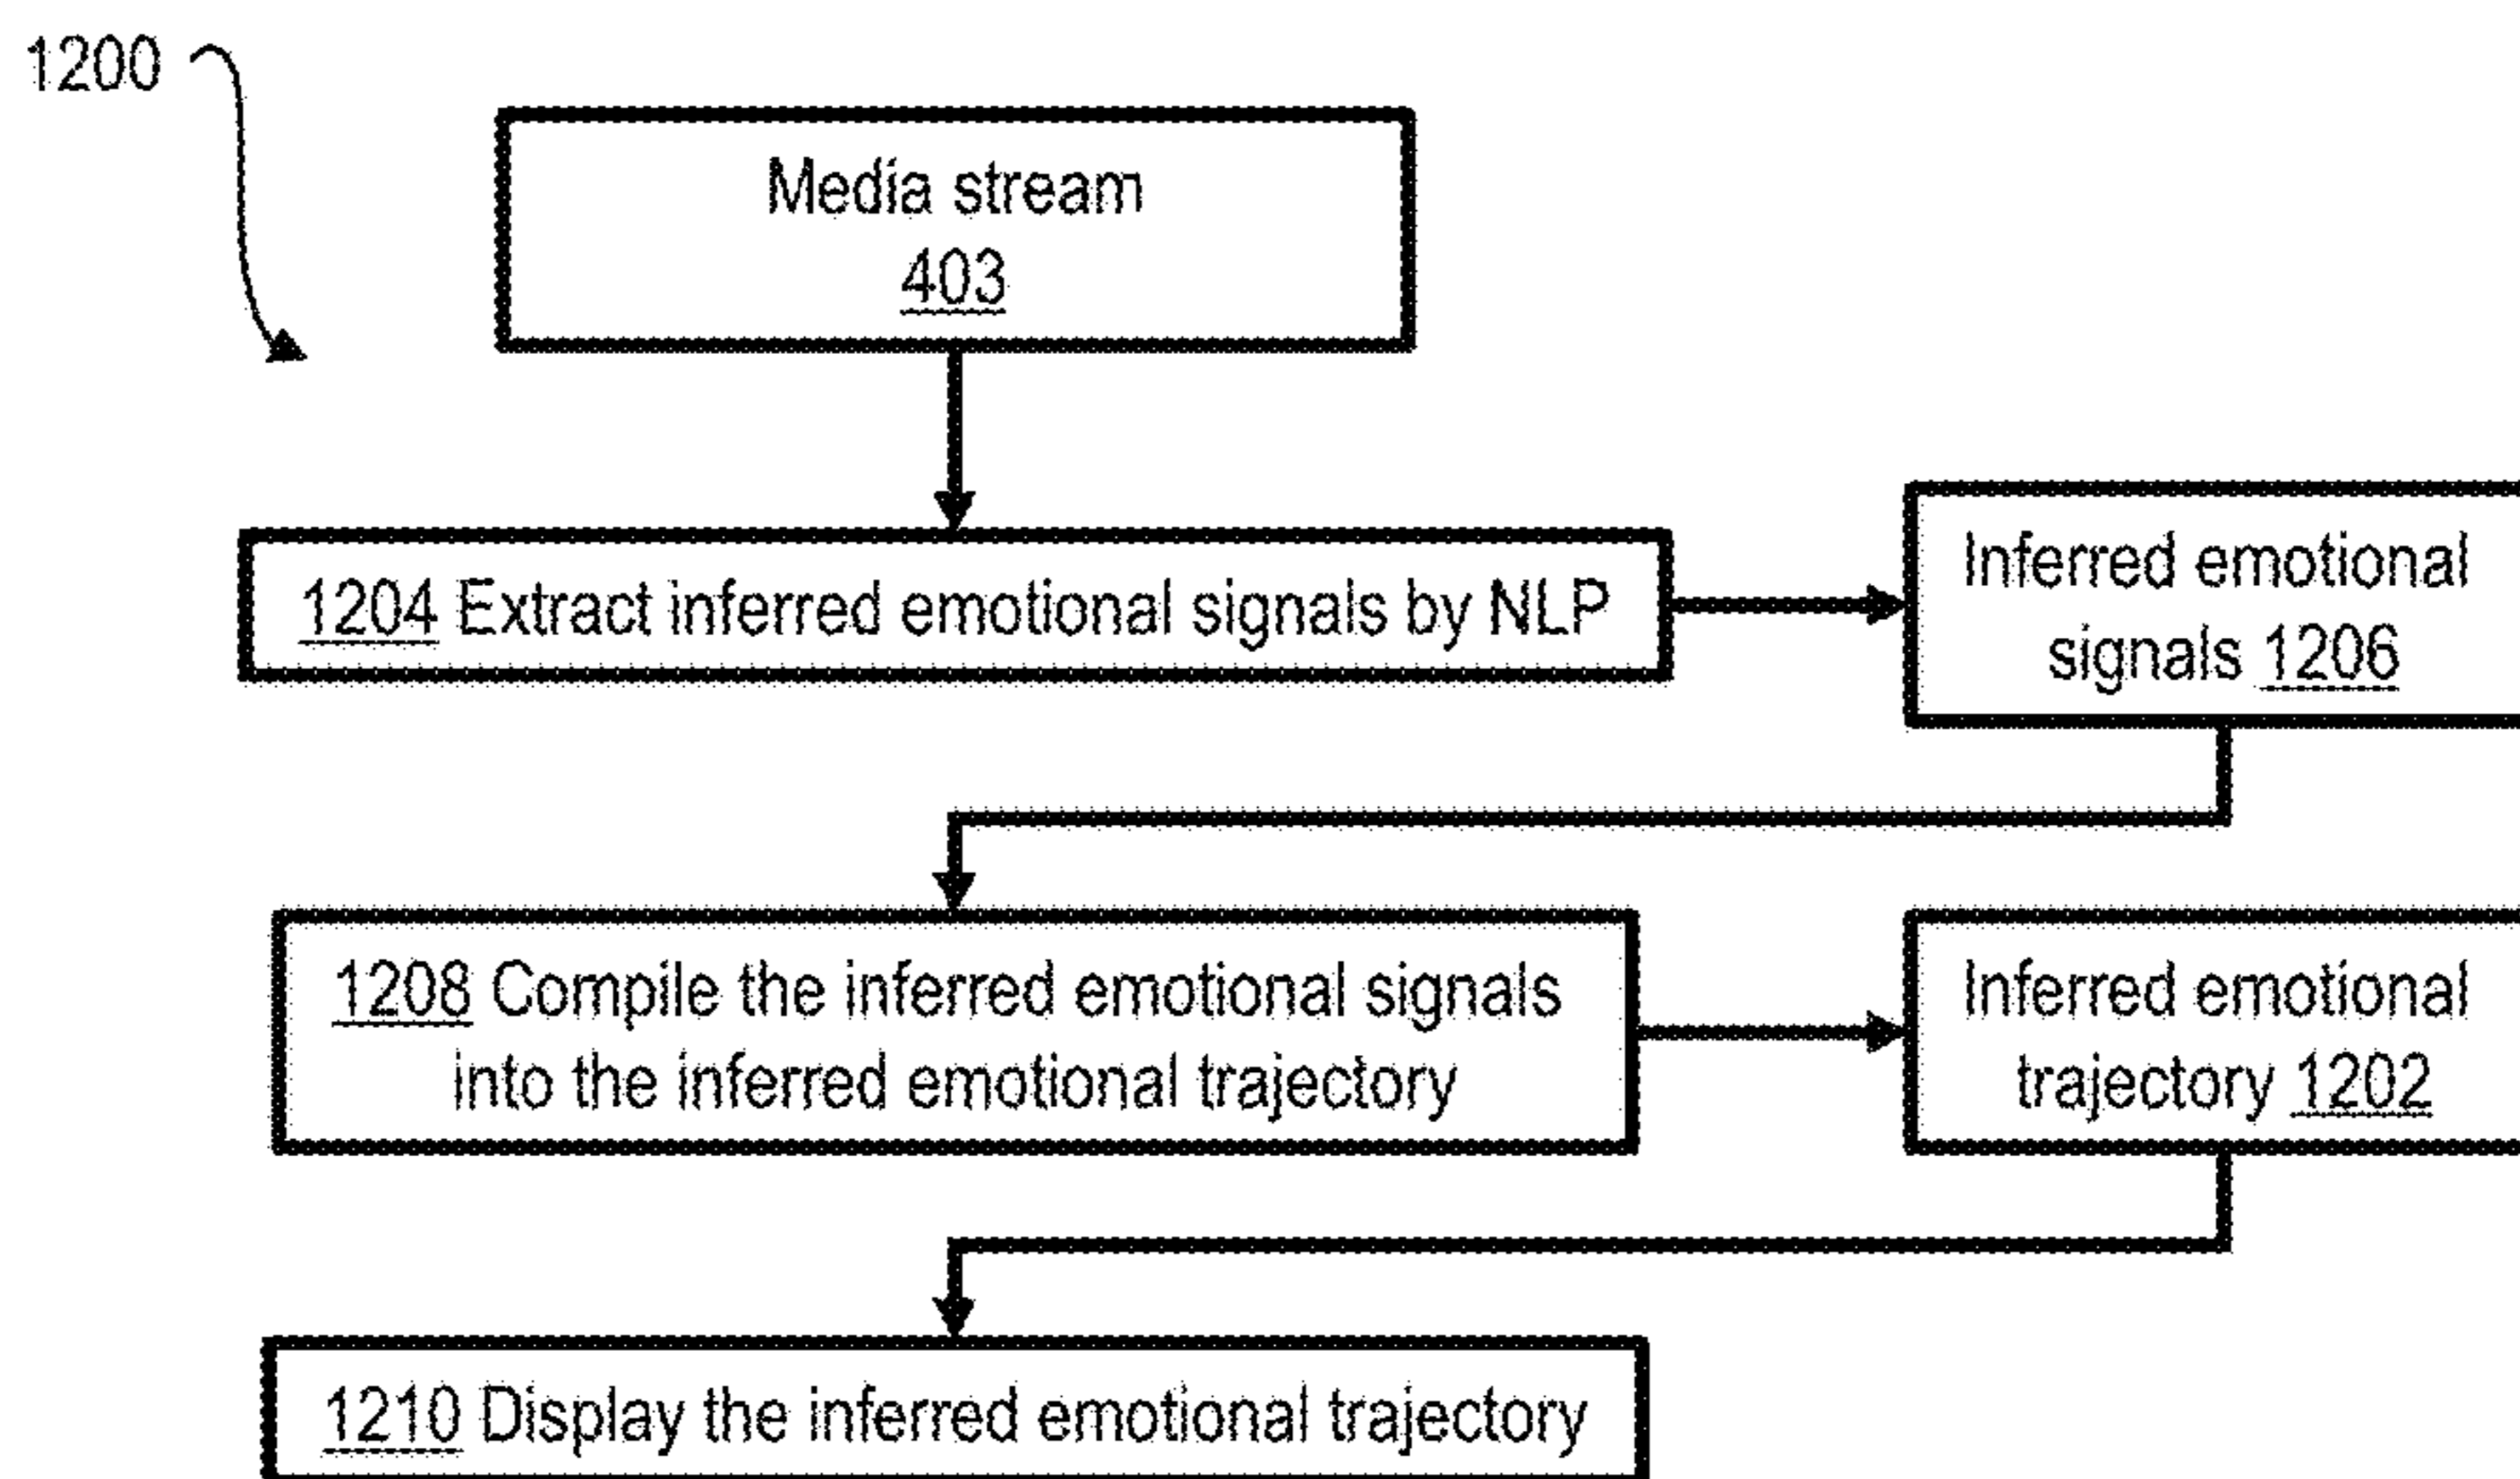 1200
Media stream
403
1204 Extract inferred emotional signals by NLP
Inferred emotional
signals 1206
1208 Compile the inferred emotional signals
into the inferred emotional trajectory
Inferred emotional
trajectory 1202
1210 Display the inferred emotional trajectory